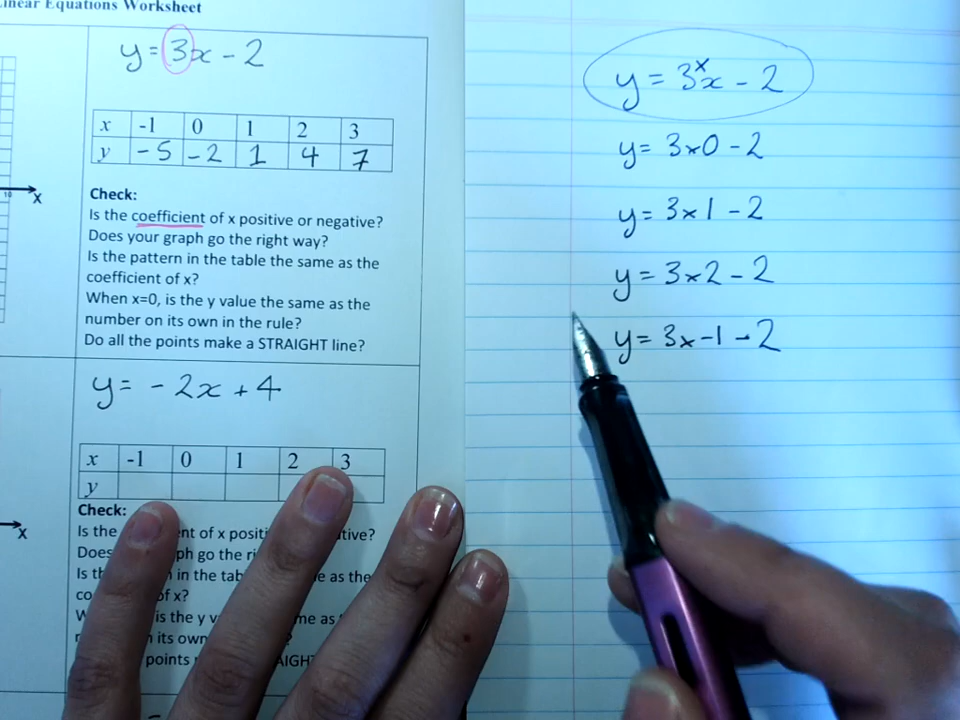 Linear Equations Worksheet
y = 3x - 2
x -1 0 1 2 3
y -5 -2 1 4 7
10
X
Check:
Is the coefficient of x positive or negative?
Does your graph go the right way?
Is the pattern in the table the same as the
coefficient of x?
When x=0, is the y value the same as the
number on its own in the rule?
Do all the points make a STRAIGHT line?
y = - 2x + 4
x -1 0 1 2 3
y
X
Check:
Is the nt of x positi tive?
Does ph go the ri
Is th in the tab e as the
co of x?
W is the y v me as
n its own
points AIGH
y = 3×x - 2
y = 3×0 - 2
y = 3×1 - 2
y = 3×2 - 2
y = 3×-1 - 2